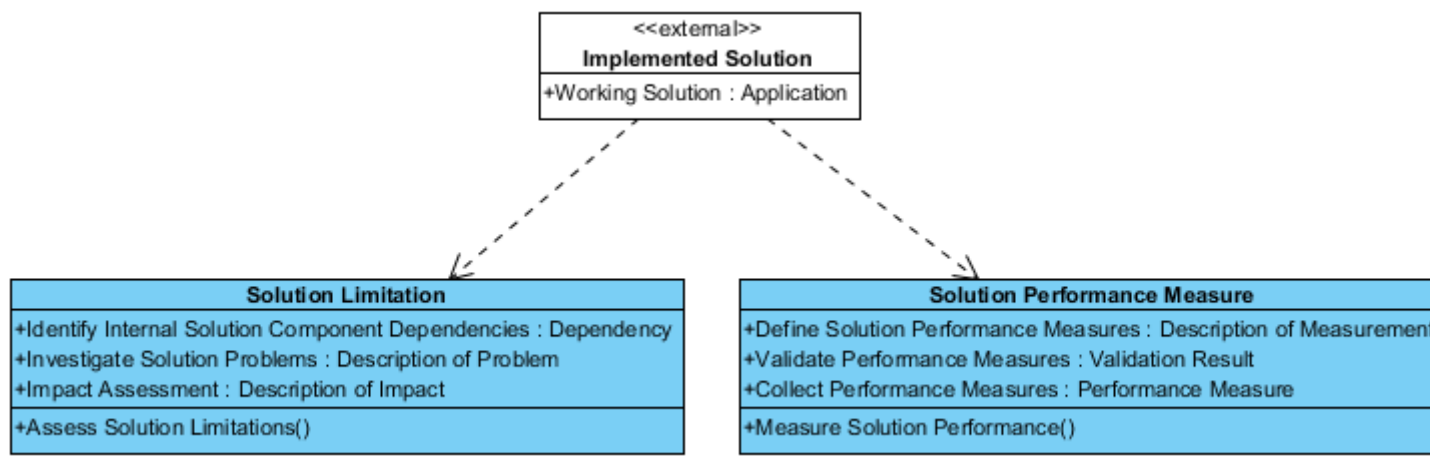 <<external>>
Implemented Solution
+Working Solution : Application
Solution Limitation
+Identify Internal Solution Component Dependencies : Dependency
+Investigate Solution Problems : Description of Problem
+Impact Assessment : Description of Impact
+Assess Solution Limitations()
Solution Performance Measure
+Define Solution Performance Measures : Description of Measurement
+Validate Performance Measures : Validation Result
+Collect Performance Measures : Performance Measure
+Measure Solution Performance()